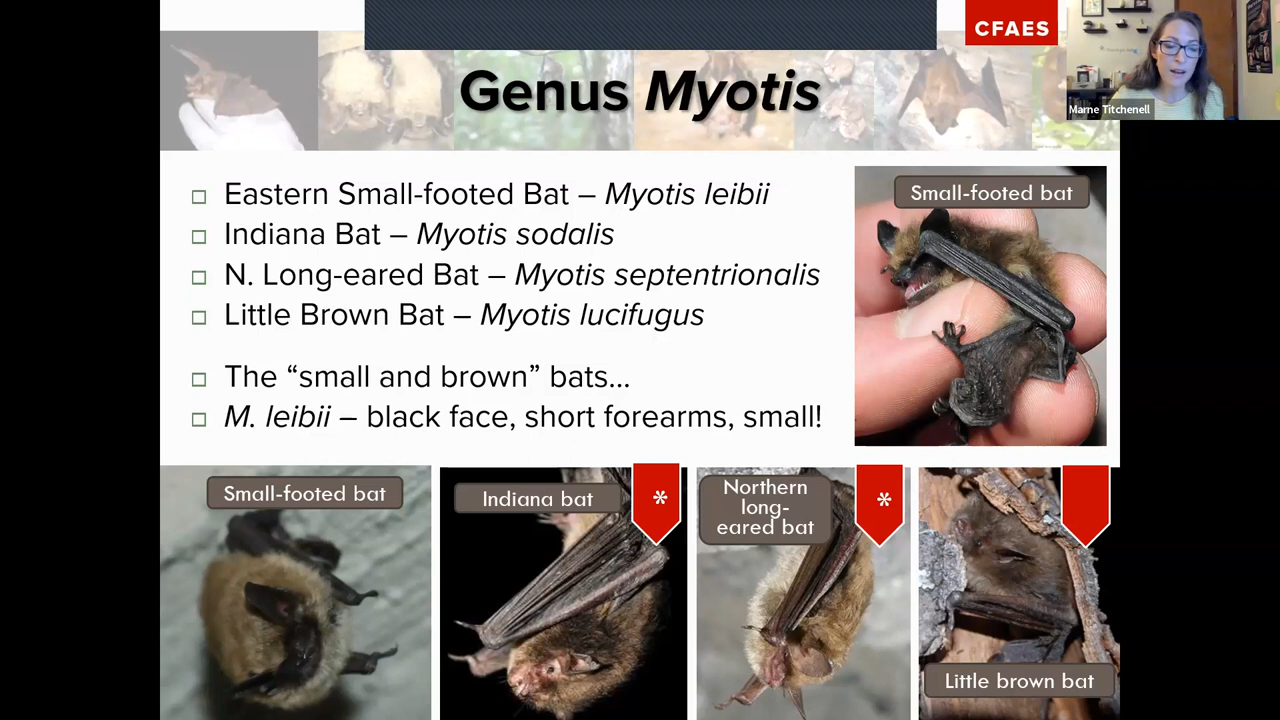 CFAES
Marne Titchenell
Genus Myotis
Eastern Small-footed Bat – Myotis leibii
Indiana Bat – Myotis sodalis
N. Long-eared Bat – Myotis septentrionalis
Little Brown Bat – Myotis lucifugus
The “small and brown” bats...
M. leibii – black face, short forearms, small!
Small-footed bat
Small-footed bat
Indiana bat
*
Northern
long-
eared bat
*
Little brown bat